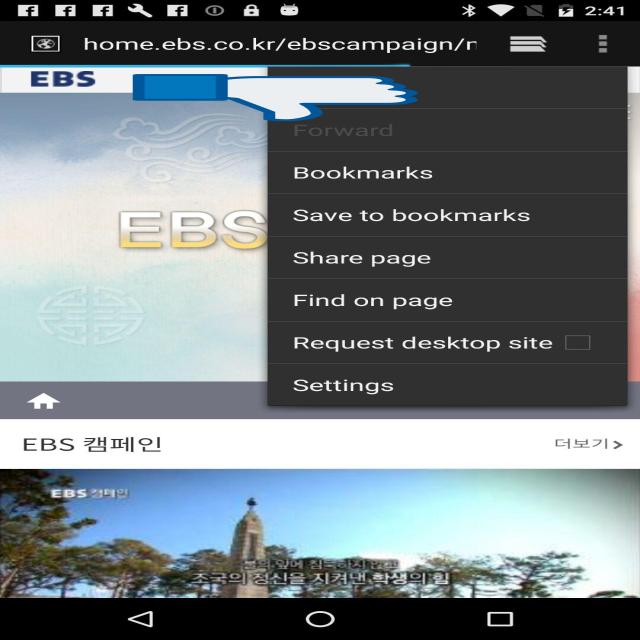 2:41
home.ebs.co.kr/ebscampaign/r
EBS
Forward
Bookmarks
EBS
Save to bookmarks
Share page
Find on page
Request desktop site
Settings
EBS 캠페인
더보기
EBS 캠페인
조국의 정신을 지켜낸 학생의 힘